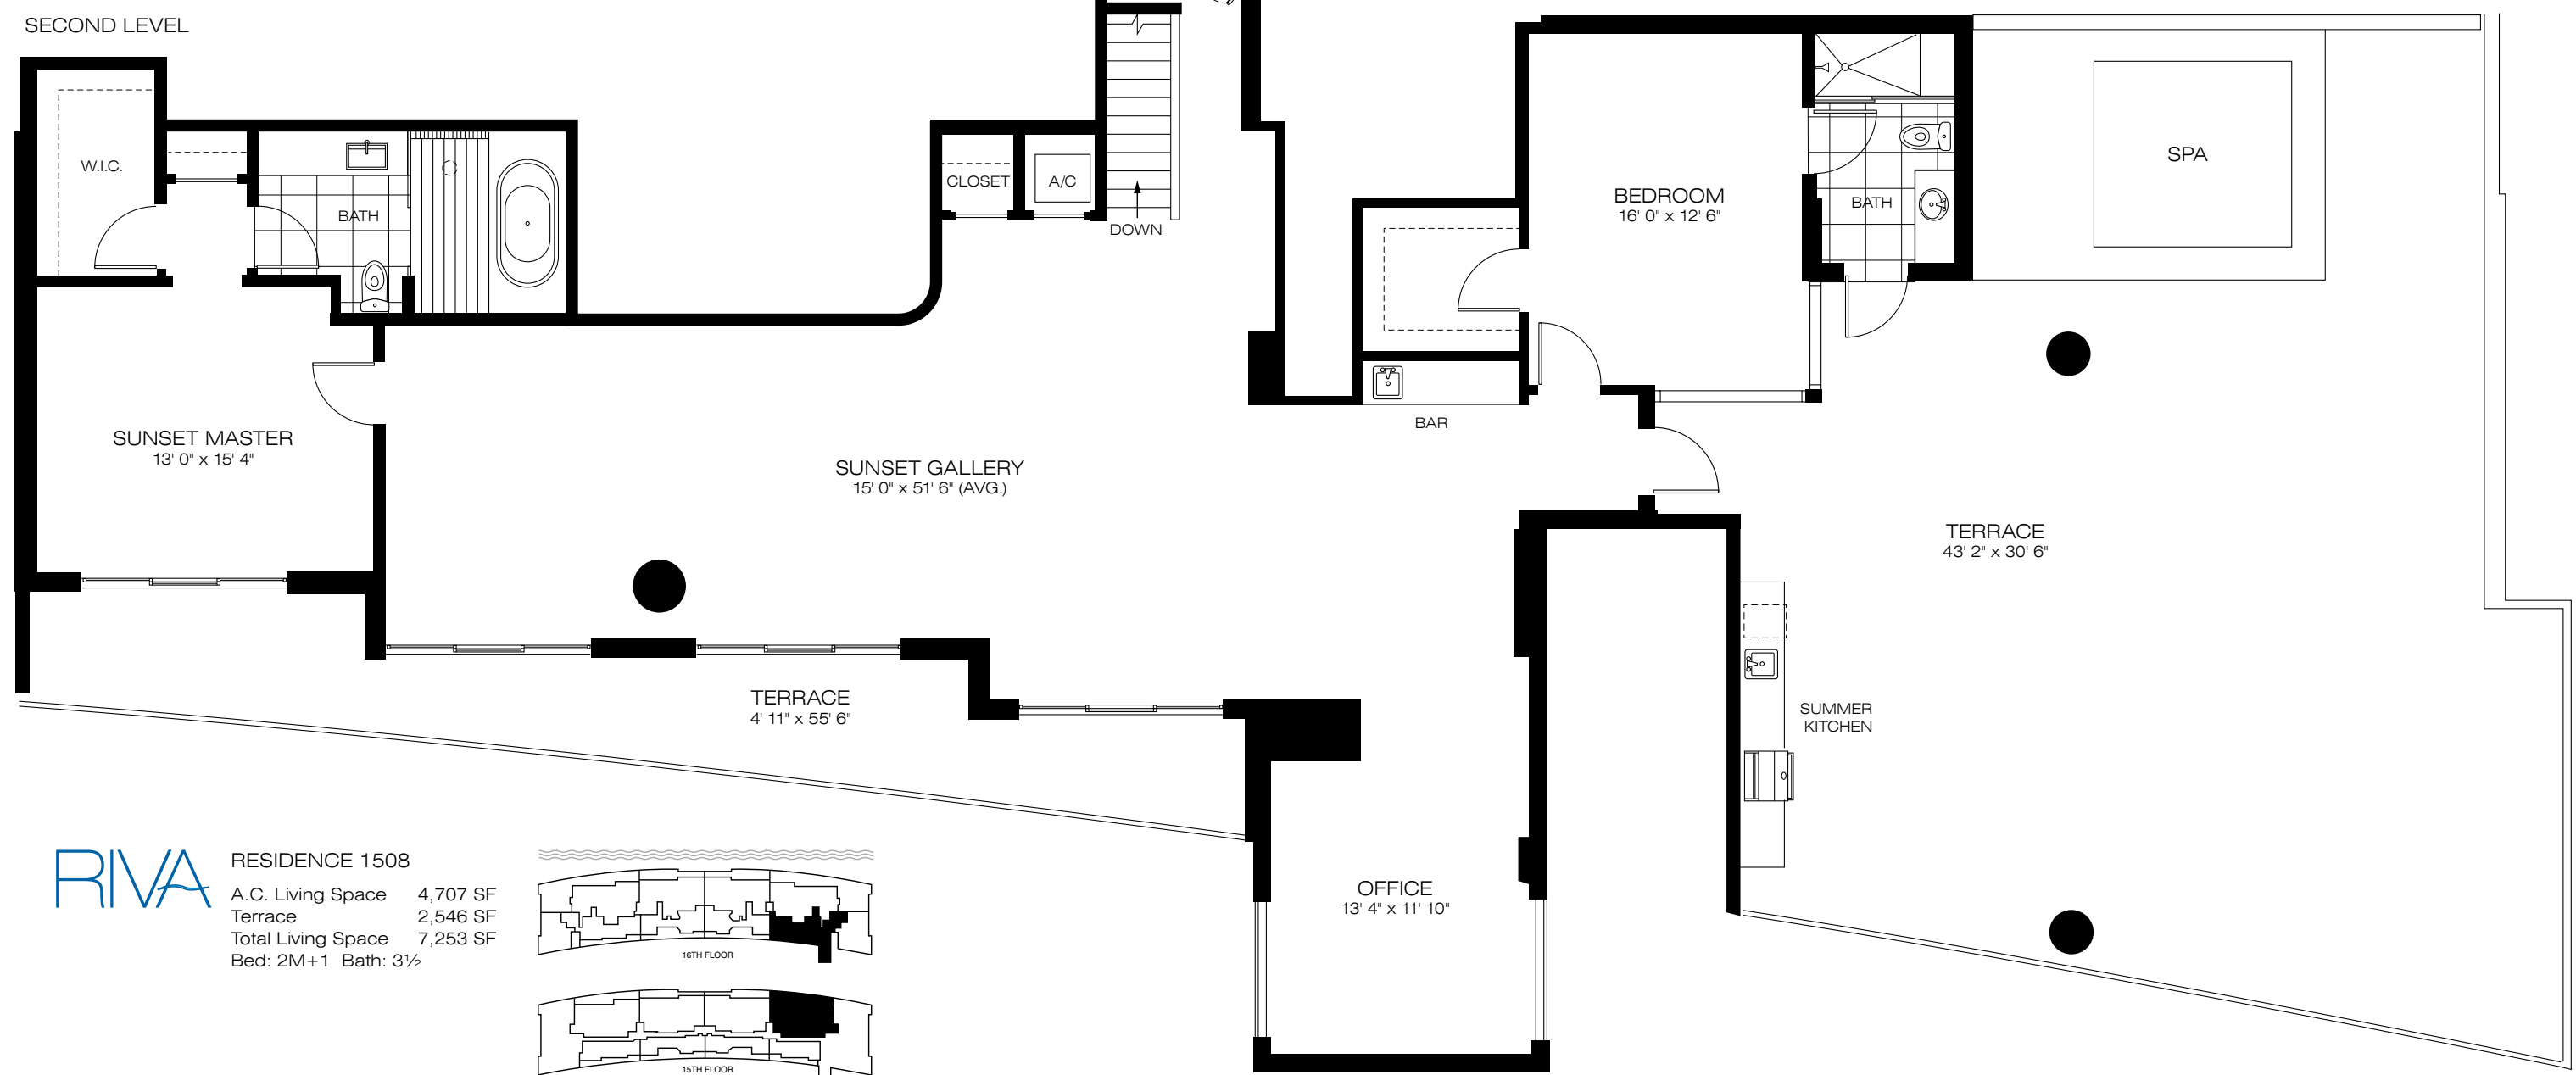 SECOND LEVEL
W.I.C.
BATH
CLOSET
A/C
DOWN
BEDROOM
16' 0" x 12' 6"
BATH
SPA
BAR
SUNSET MASTER
13' 0" x 15' 4"
SUNSET GALLERY
15' 0" x 51' 6" (AVG.)
TERRACE
43' 2" x 30' 6"
TERRACE
4' 11" x 55' 6"
SUMMER
KITCHEN
OFFICE
13' 4" x 11' 10"
RIVA
RESIDENCE 1508
A.C. Living Space 4,707 SF
Terrace 2,546 SF
Total Living Space 7,253 SF
Bed: 2M+1 Bath: 3½
16TH FLOOR
15TH FLOOR